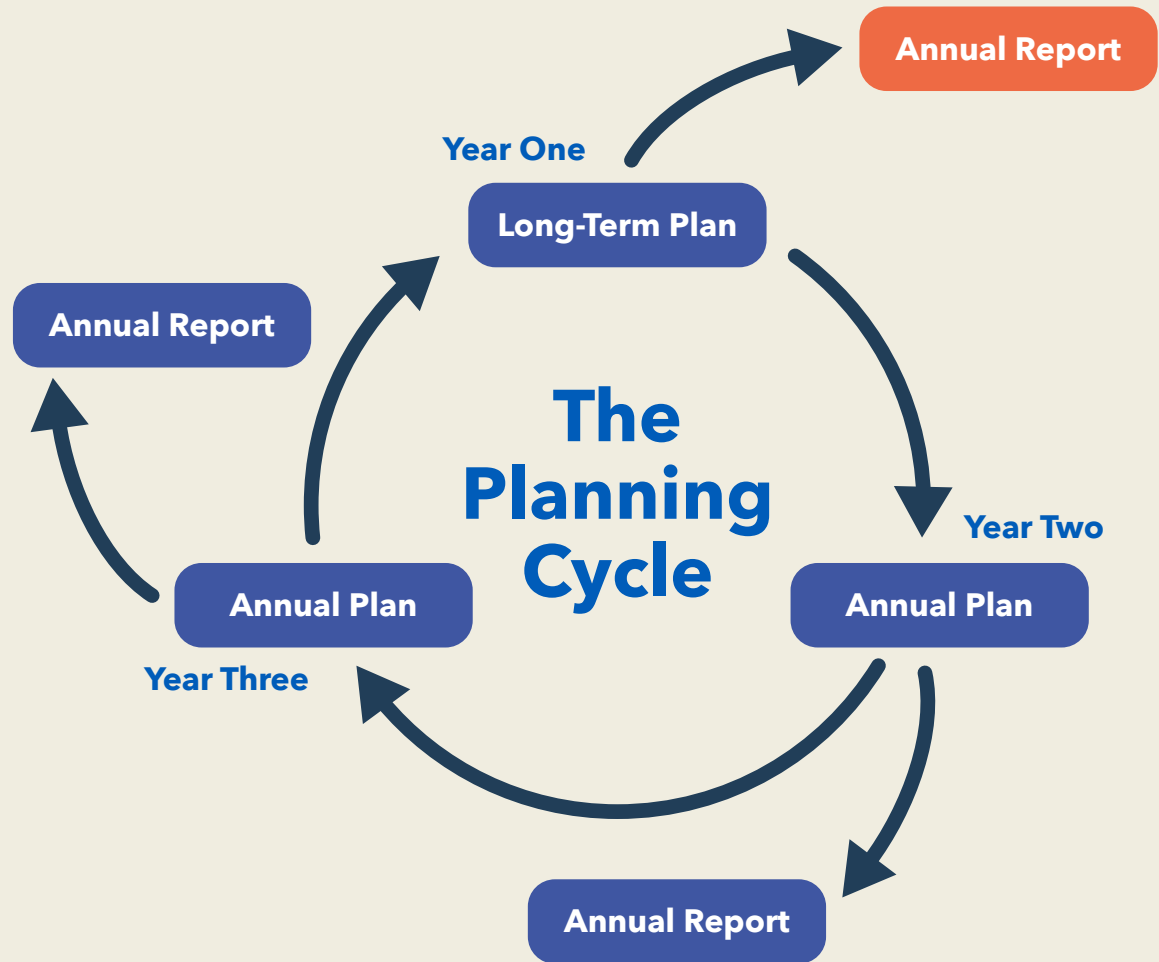 Annual Report
Year One
Long-Term Plan
Annual Report
The
Planning
Cycle
Year Two
Annual Plan
Annual Plan
Year Three
Annual Report